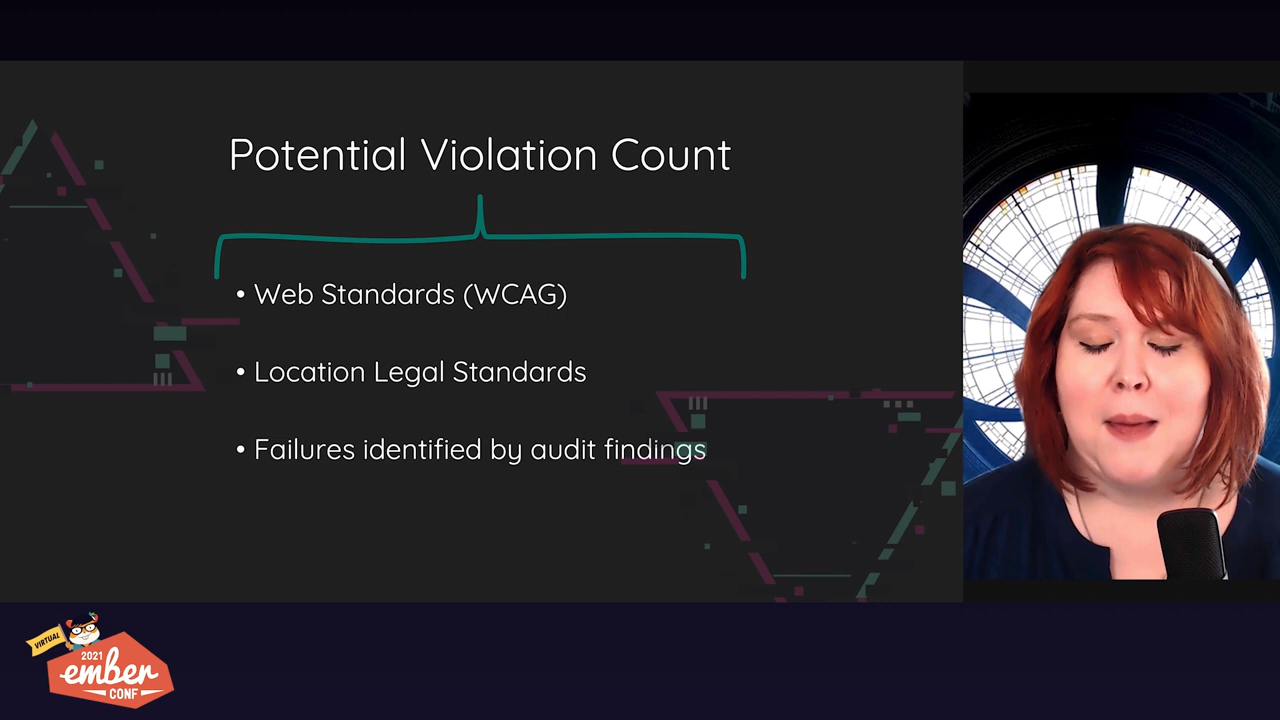 Potential Violation Count
• Web Standards (WCAG)
• Location Legal Standards
• Failures identified by audit findings
VIRTUAL
2021
ember
CONF